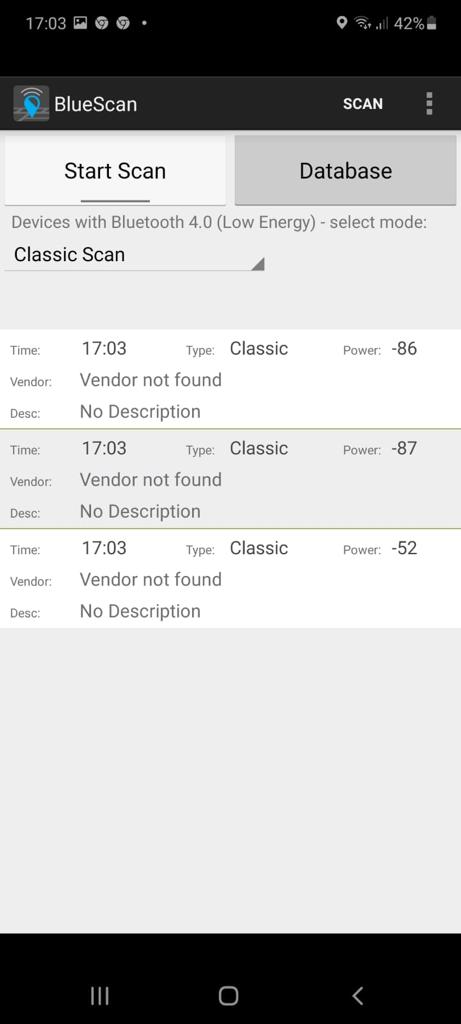 17:03 42%
BlueScan SCAN
Start Scan Database
Devices with Bluetooth 4.0 (Low Energy) - select mode:
Classic Scan
Time: 17:03 Type: Classic Power: -86
Vendor: Vendor not found
Desc: No Description
Time: 17:03 Type: Classic Power: -87
Vendor: Vendor not found
Desc: No Description
Time: 17:03 Type: Classic Power: -52
Vendor: Vendor not found
Desc: No Description